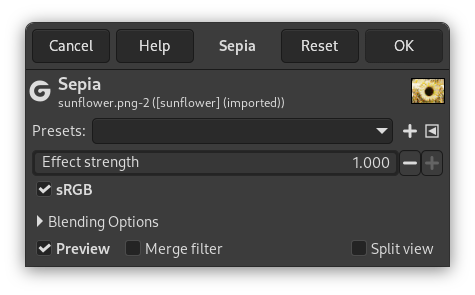 Cancel Help Sepia Reset OK
Sepia
sunflower.png-2 ([sunflower] (imported))
Presets:
Effect strength 1.000
sRGB
Blending Options
Preview Merge filter Split view